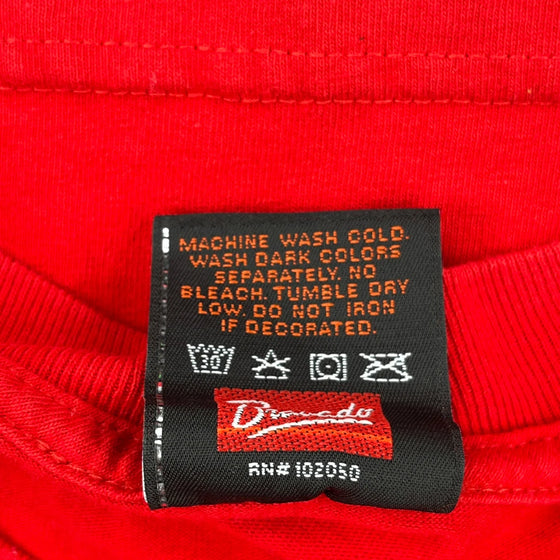 MACHINE WASH COLD.
WASH DARK COLORS
SEPARATELY. NO
BLEACH. TUMBLE DRY
LOW. DO NOT IRON
IF DECORATED.
30
RN# 102050